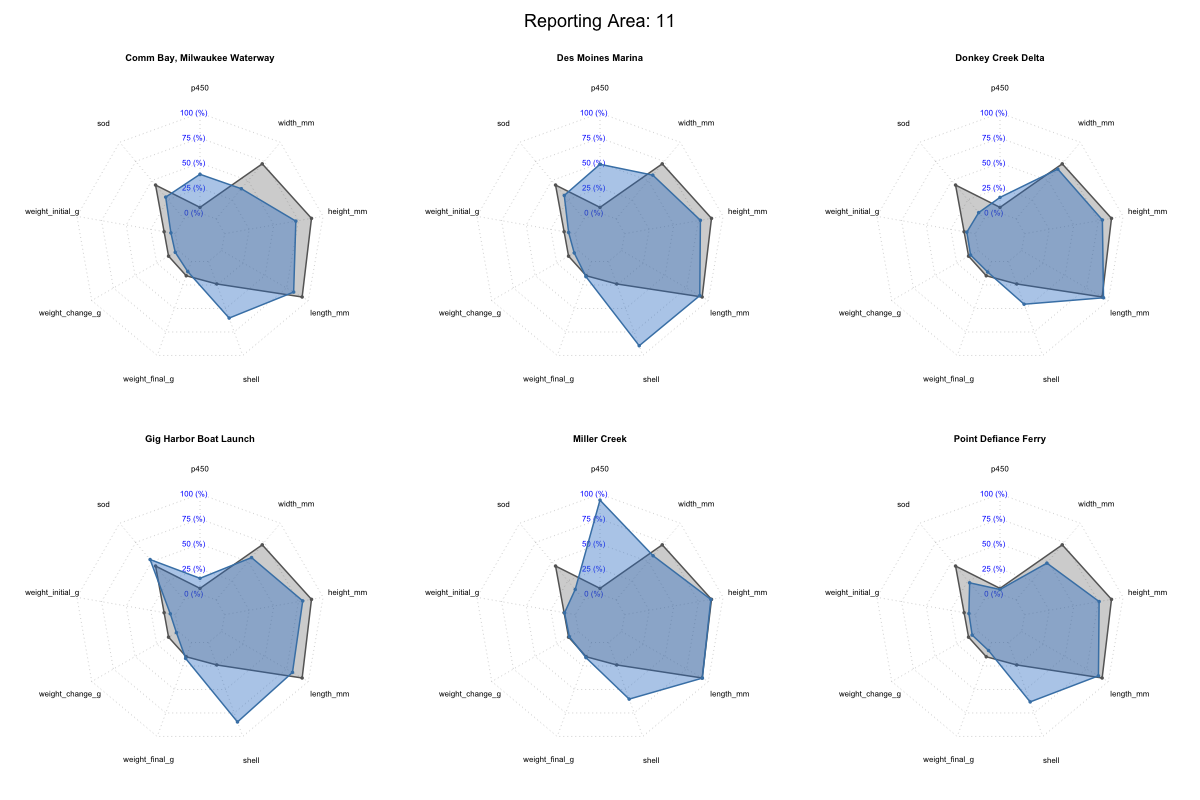 Reporting Area: 11
Comm Bay, Milwaukee Waterway
p450
100 (%)
75 (%)
50 (%)
25 (%)
0 (%)
sod
width_mm
weight_initial_g
height_mm
weight_change_g
length_mm
weight_final_g
shell
Des Moines Marina
p450
100 (%)
75 (%)
50 (%)
25 (%)
0 (%)
sod
width_mm
weight_initial_g
height_mm
weight_change_g
length_mm
weight_final_g
shell
Donkey Creek Delta
p450
100 (%)
75 (%)
50 (%)
25 (%)
0 (%)
sod
width_mm
weight_initial_g
height_mm
weight_change_g
length_mm
weight_final_g
shell
Gig Harbor Boat Launch
p450
100 (%)
75 (%)
50 (%)
25 (%)
0 (%)
sod
width_mm
weight_initial_g
height_mm
weight_change_g
length_mm
weight_final_g
shell
Miller Creek
p450
100 (%)
75 (%)
50 (%)
25 (%)
0 (%)
sod
width_mm
weight_initial_g
height_mm
weight_change_g
length_mm
weight_final_g
shell
Point Defiance Ferry
p450
100 (%)
75 (%)
50 (%)
25 (%)
0 (%)
sod
width_mm
weight_initial_g
height_mm
weight_change_g
length_mm
weight_final_g
shell